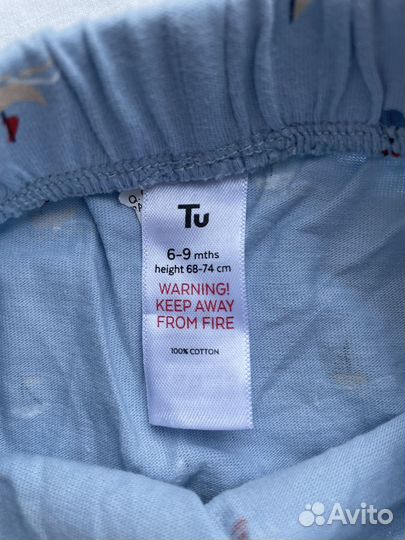 Tu
6-9 mths
height 68-74 cm
WARNING!
KEEP AWAY
FROM FIRE
100% COTTON
Avito